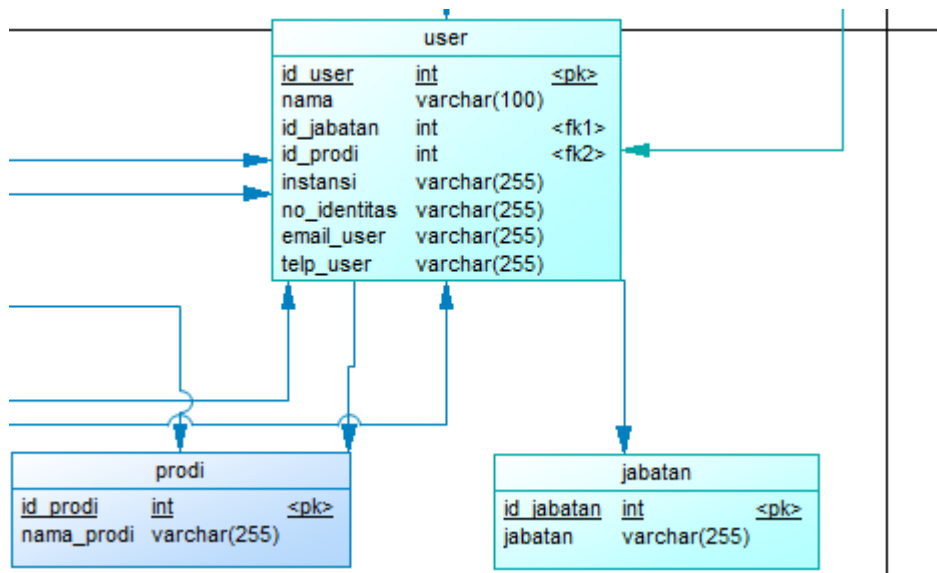 user
id_user int <pk>
nama varchar(100)
id_jabatan int <fk1>
id_prodi int <fk2>
instansi varchar(255)
no_identitas varchar(255)
email_user varchar(255)
telp_user varchar(255)
prodi
id_prodi int <pk>
nama_prodi varchar(255)
jabatan
id_jabatan int <pk>
jabatan varchar(255)